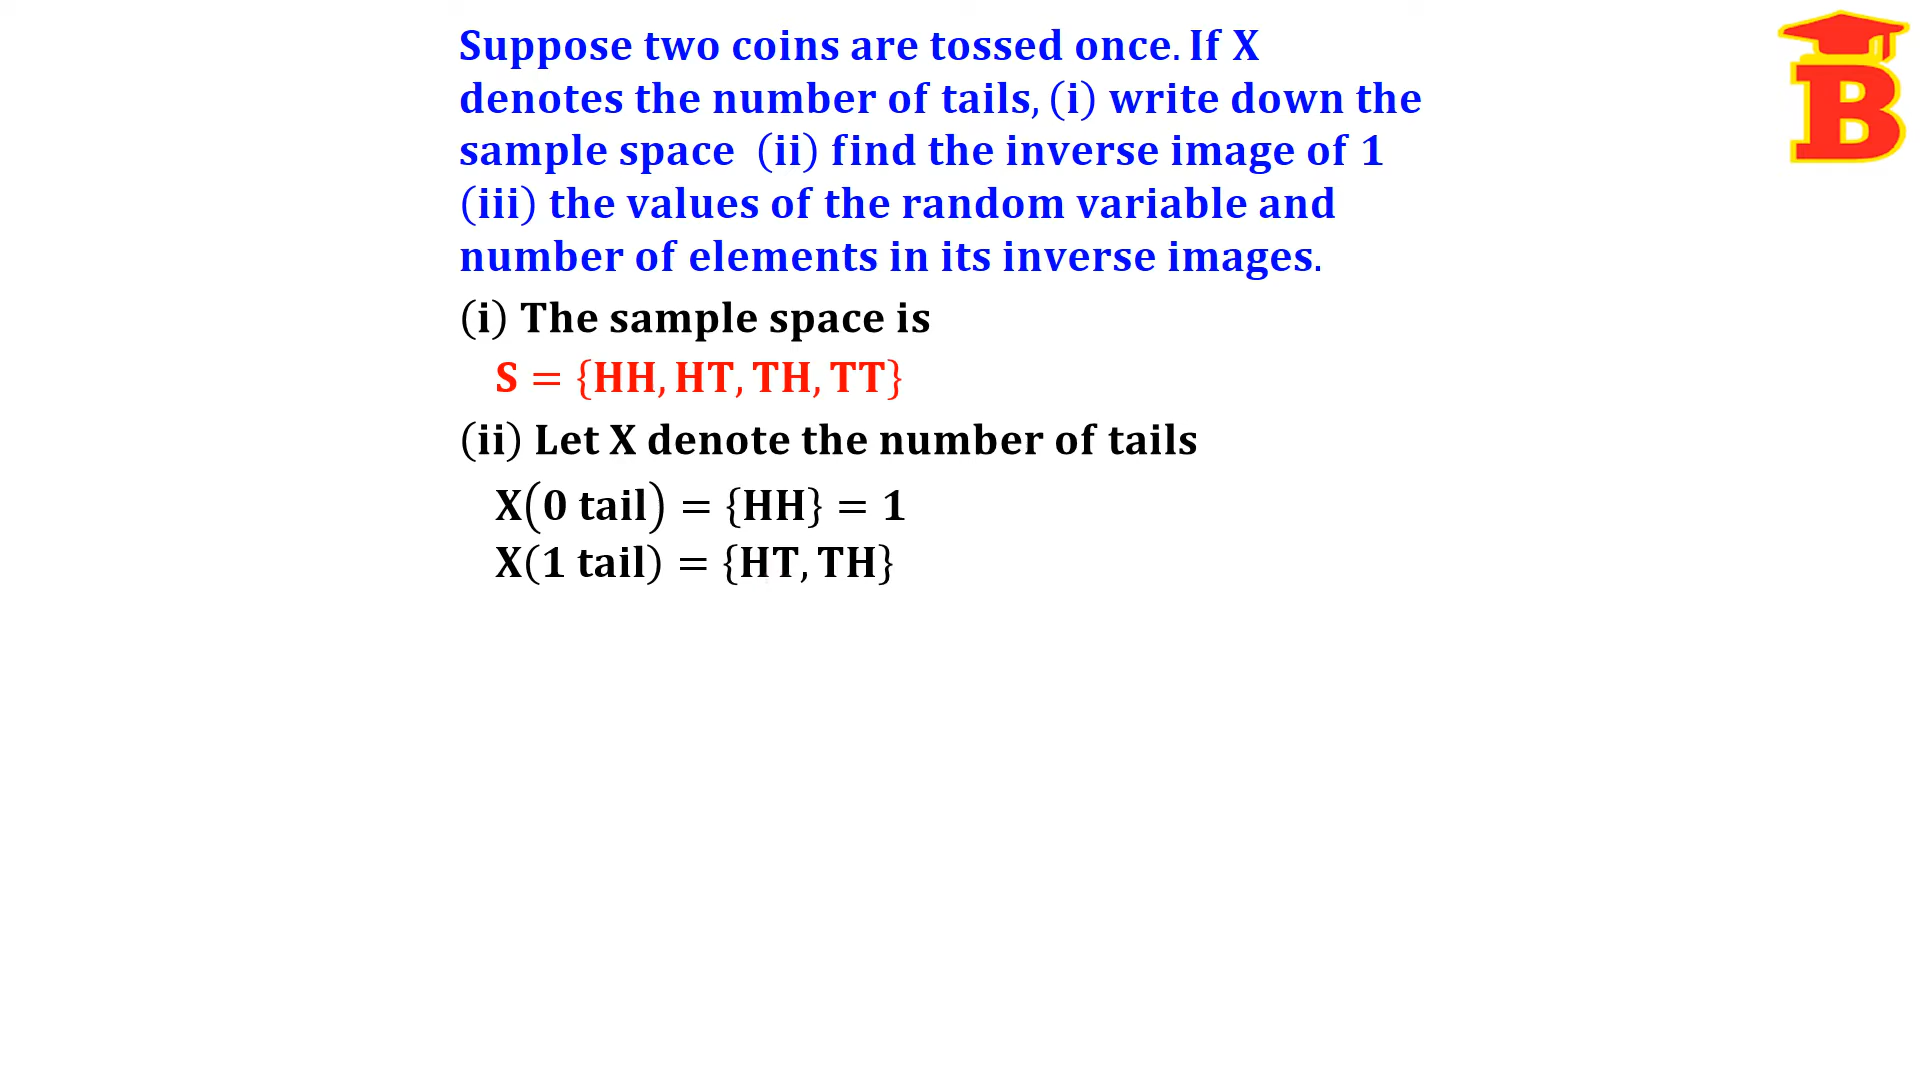 Suppose two coins are tossed once. If X
denotes the number of tails, (i) write down the
sample space (ii) find the inverse image of 1
(iii) the values of the random variable and
number of elements in its inverse images.
(i) The sample space is
S = {HH, HT, TH, TT}
(ii) Let X denote the number of tails
X(0 tail) = {HH} = 1
X(1 tail) = {HT, TH}
B